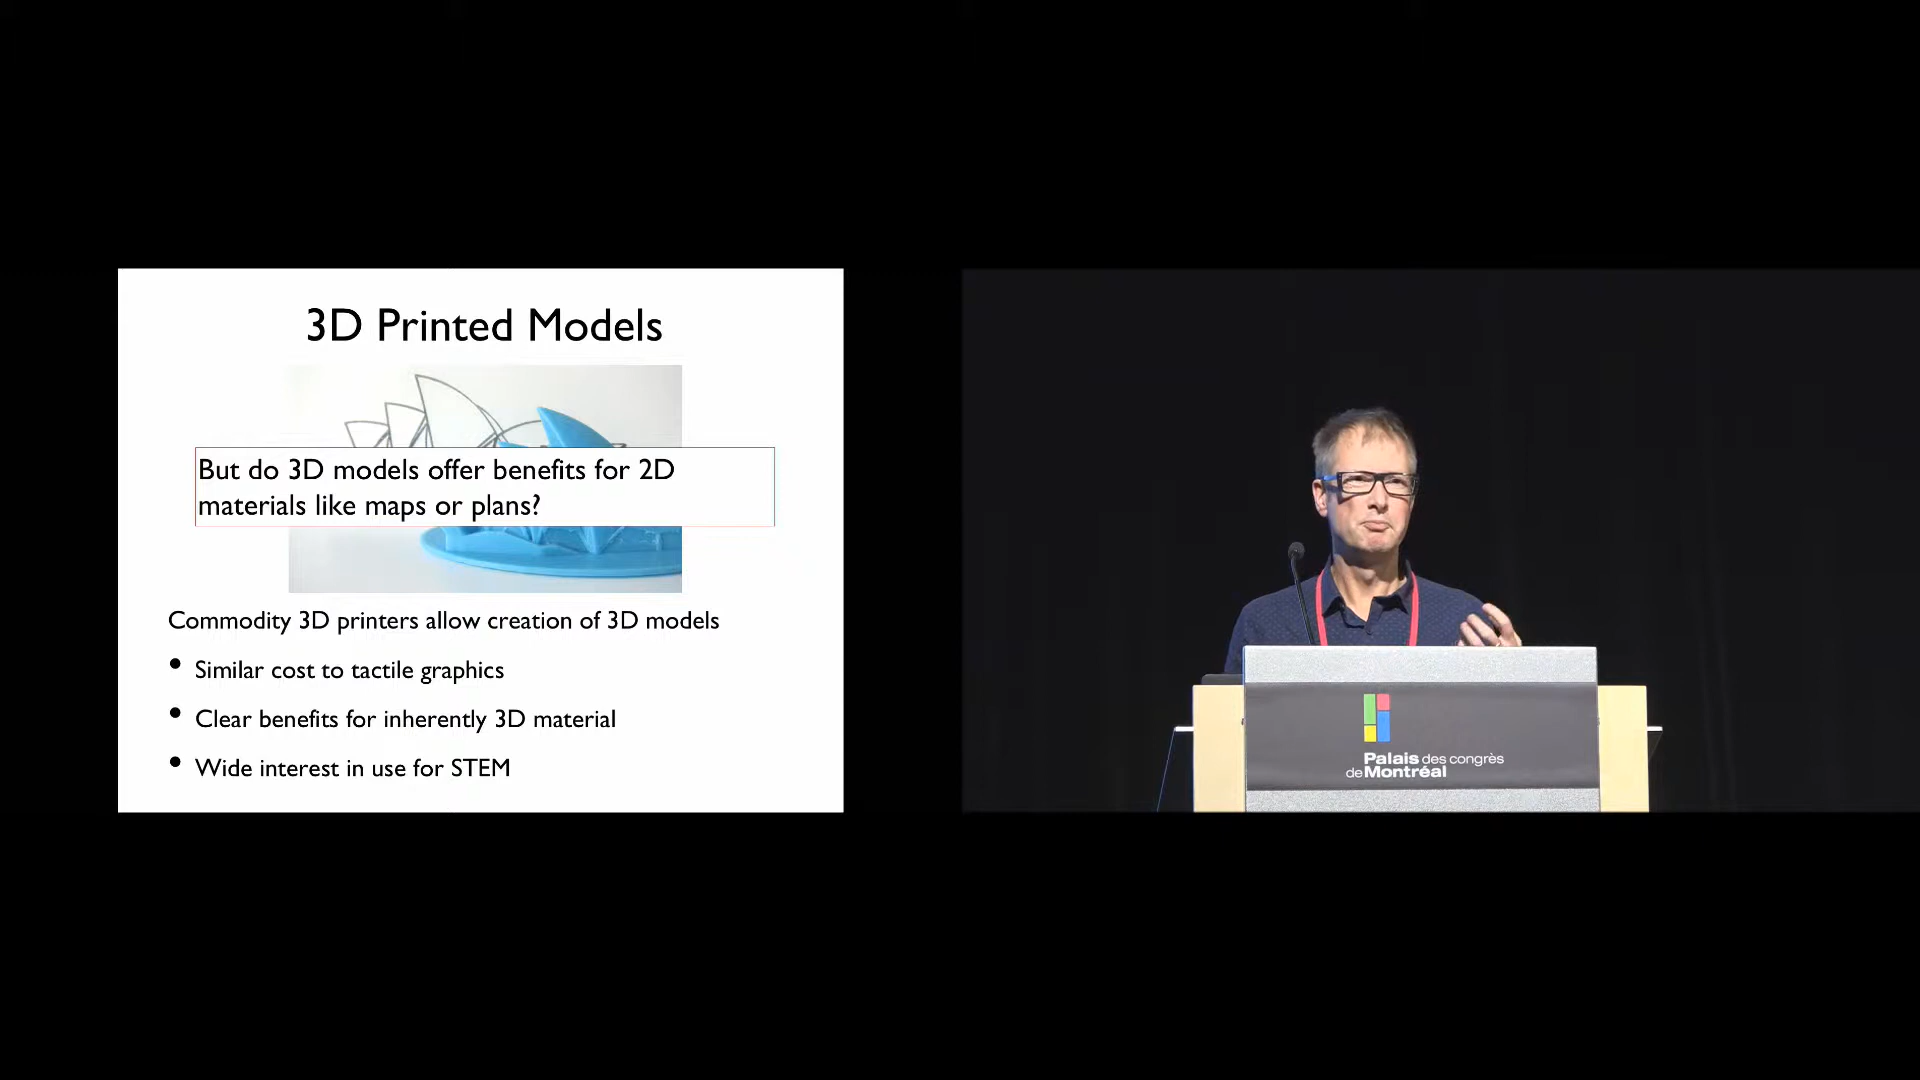 3D Printed Models
But do 3D models offer benefits for 2D
materials like maps or plans?
Commodity 3D printers allow creation of 3D models
• Similar cost to tactile graphics
• Clear benefits for inherently 3D material
• Wide interest in use for STEM
Palais des congrès
de Montréal